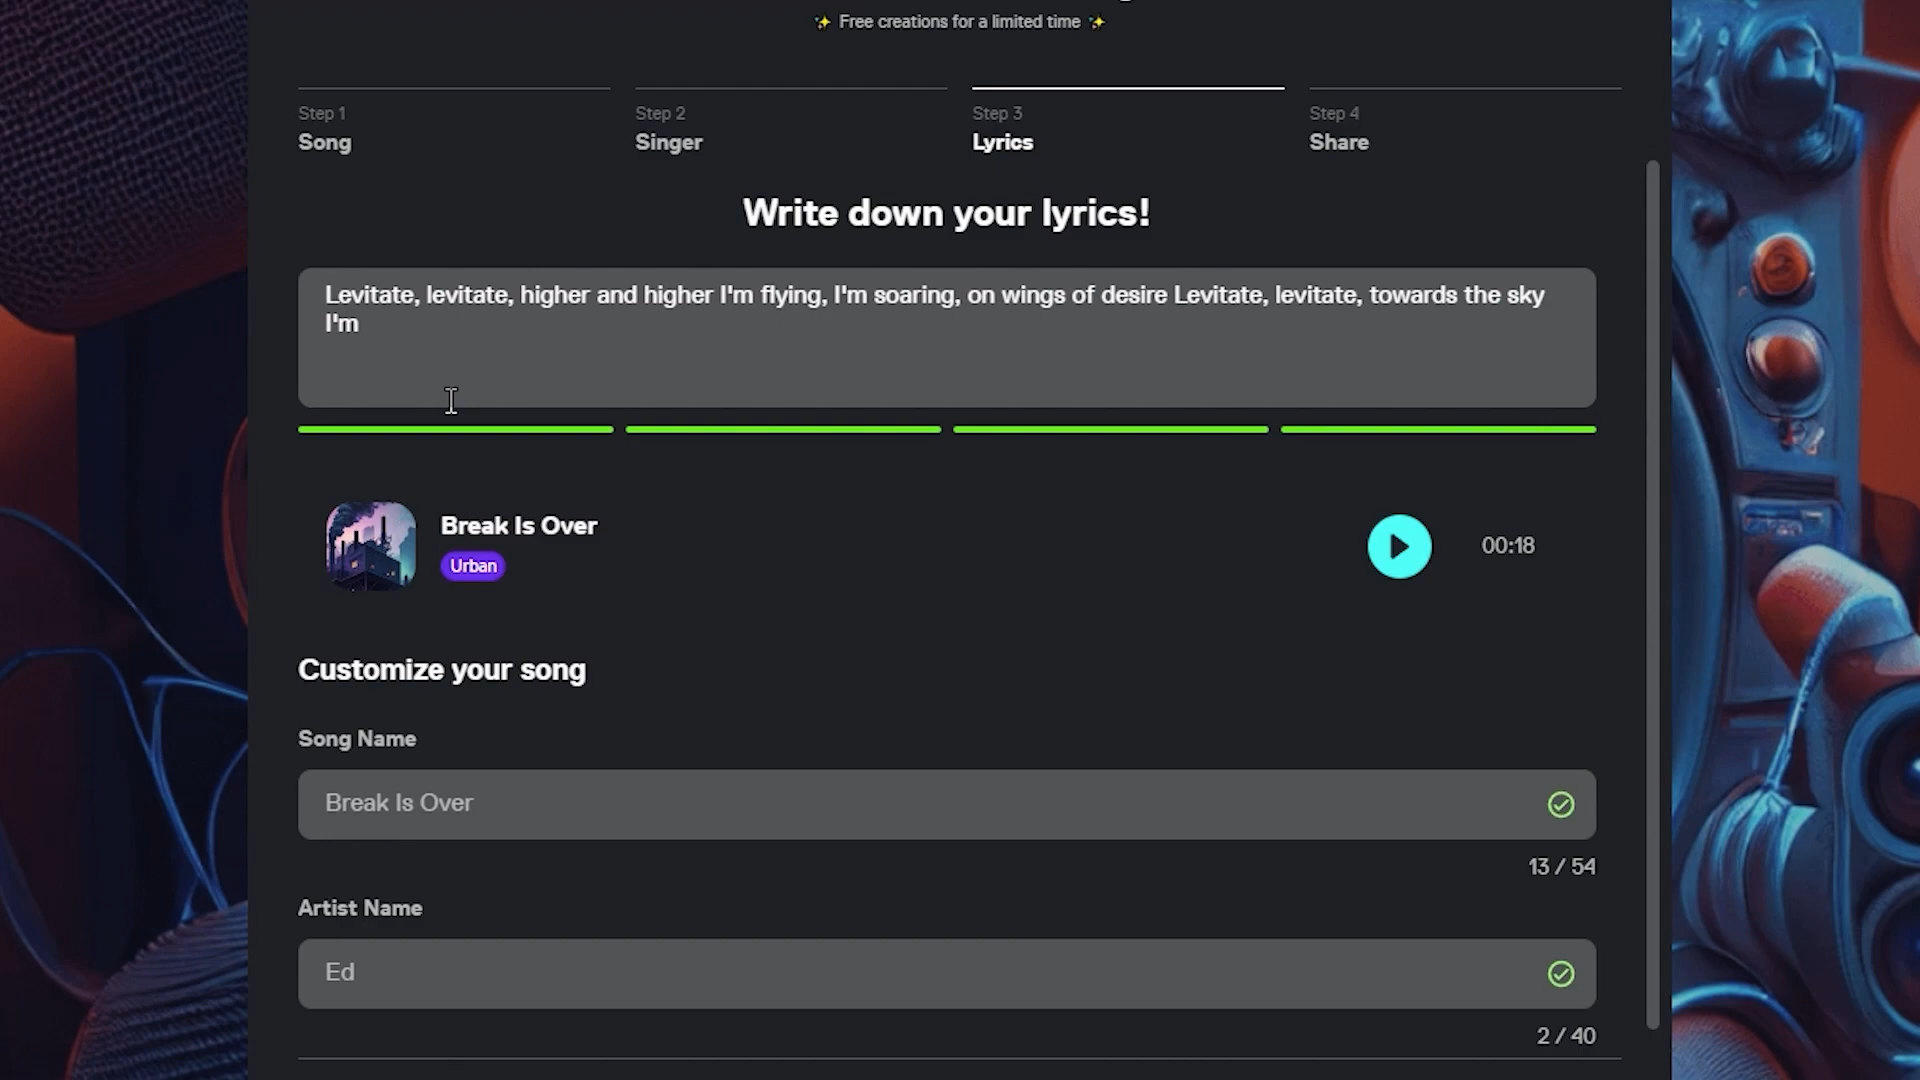 ✨ Free creations for a limited time ✨
Step 1
Song
Step 2
Singer
Step 3
Lyrics
Step 4
Share
Write down your lyrics!
Levitate, levitate, higher and higher I'm flying, I'm soaring, on wings of desire Levitate, levitate, towards the sky
I'm
Break Is Over
Urban
00:18
Customize your song
Song Name
Break Is Over
13 / 54
Artist Name
Ed
2 / 40